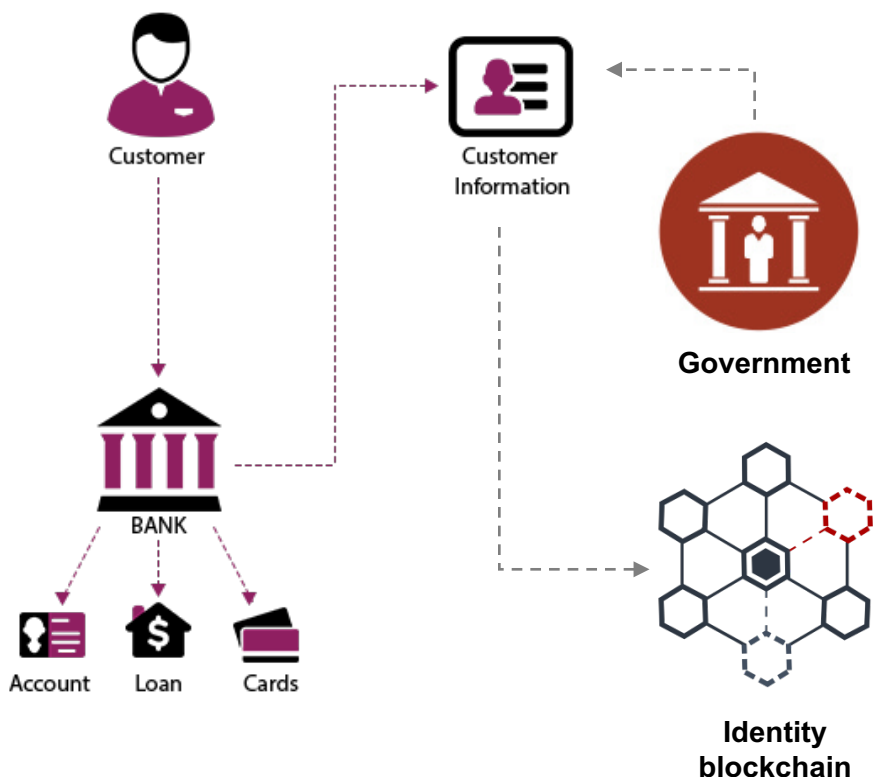 Customer
Customer
Information
Government
BANK
Account
Loan
Cards
Identity
blockchain